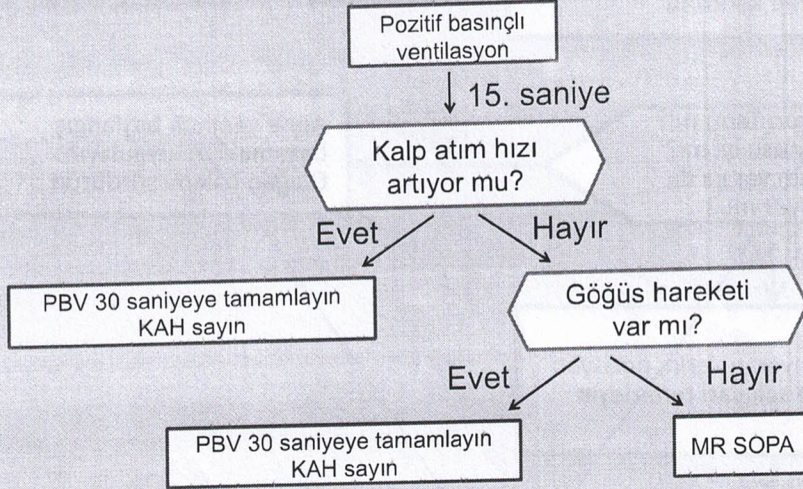 Pozitif basınçlı
ventilasyon
15. saniye
Kalp atım hızı
artıyor mu?
Evet
Hayır
PBV 30 saniyeye tamamlayın
KAH sayın
Göğüs hareketi
var mı?
Evet
Hayır
PBV 30 saniyeye tamamlayın
KAH sayın
MR SOPA